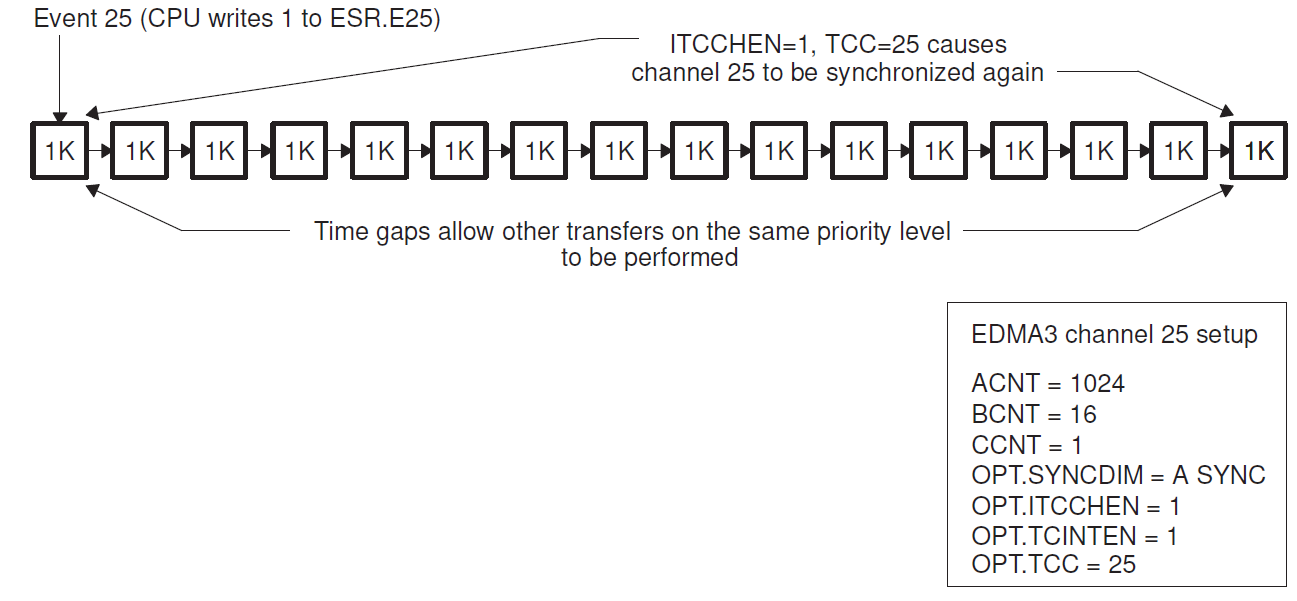 Event 25 (CPU writes 1 to ESR.E25)
ITCCHEN=1, TCC=25 causes
channel 25 to be synchronized again
1K 1K 1K 1K 1K 1K 1K 1K 1K 1K 1K 1K 1K 1K 1K 1K
Time gaps allow other transfers on the same priority level
to be performed
EDMA3 channel 25 setup
ACNT = 1024
BCNT = 16
CCNT = 1
OPT.SYNCDIM = A SYNC
OPT.ITCCHEN = 1
OPT.TCINTEN = 1
OPT.TCC = 25